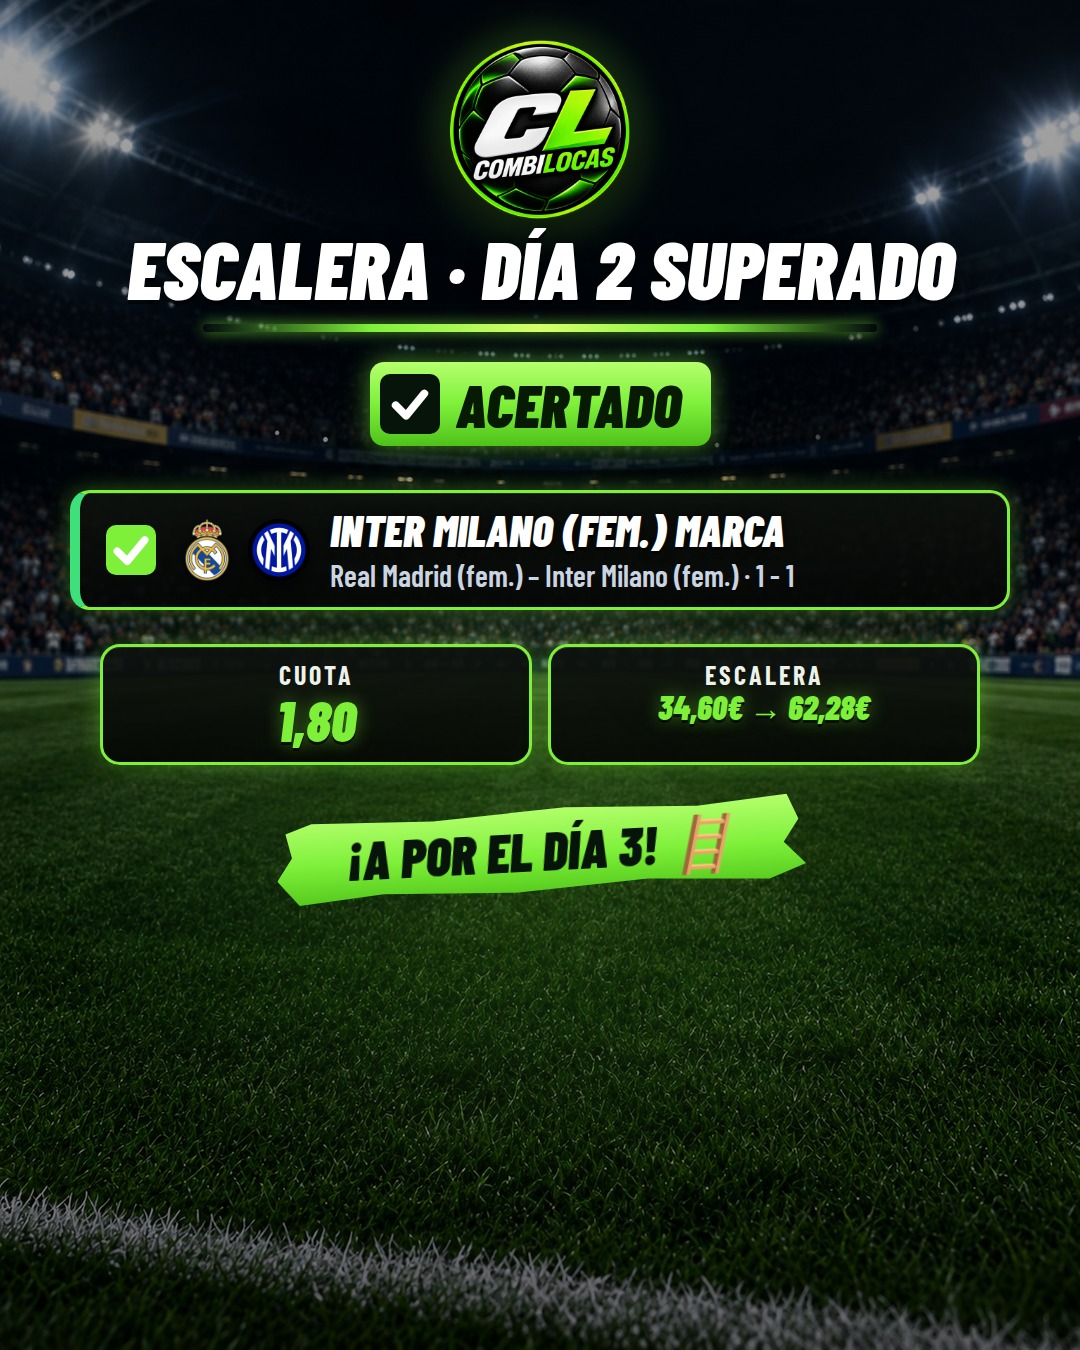 CL
COMBILOCAS
ESCALERA · DÍA 2 SUPERADO
ACERTADO
INTER MILANO (FEM.) MARCA
Real Madrid (fem.) – Inter Milano (fem.) · 1 - 1
CUOTA
1,80
ESCALERA
34,60€ → 62,28€
¡A POR EL DÍA 3!